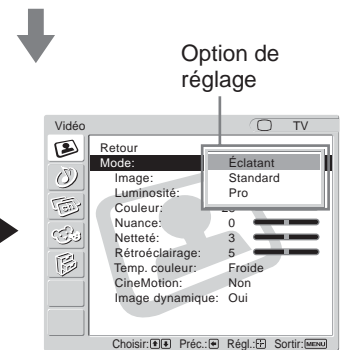 Option de
réglage
Vidéo TV
Retour
Mode: Éclatant
Image: Standard
Luminosité: Pro
Couleur:
Nuance: 0
Netteté: 3
Rétroéclairage: 5
Temp. couleur: Froide
CineMotion: Non
Image dynamique: Oui
Choisir: Préc.: Régl.: Sortir: MENU